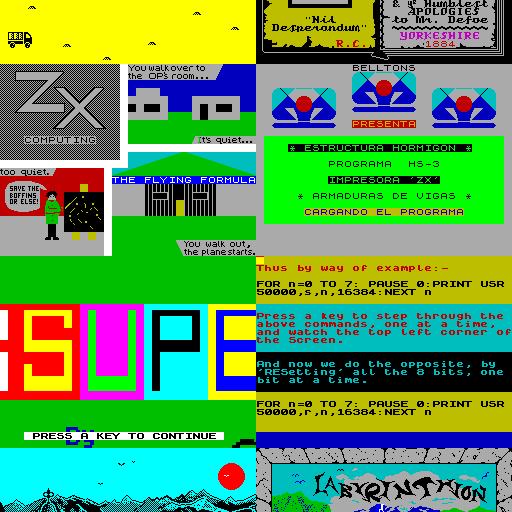 "Nil
Desperandum"
R.C.
& ye Humblest
APOLOGIES
to Mr. Defoe
YORKESHIRE
1884
ZX
COMPUTING
You walk over to
the OP's room...
It's quiet...
too quiet.
SAVE THE
BOFFINS
OR ELSE!
THE FLYING FORMULA
You walk out,
the plane starts.
BELLTONS
PRESENTA
* ESTRUCTURA HORMIGON *
PROGRAMA HS-3
IMPRESORA 'ZX'
* ARMADURAS DE VIGAS *
CARGANDO EL PROGRAMA
SUPE
By
PRESS A KEY TO CONTINUE
Thus by way of example:-
FOR n=0 TO 7: PAUSE 0:PRINT USR
50000,s,n,16384:NEXT n
Press a key to step through the
above commands, one at a time,
and watch the top left corner of
the Screen.
And now we do the opposite, by
'RESetting' all the 8 bits, one
bit at a time.
FOR n=0 TO 7: PAUSE 0:PRINT USR
50000,r,n,16384:NEXT n
LABYRINTHION